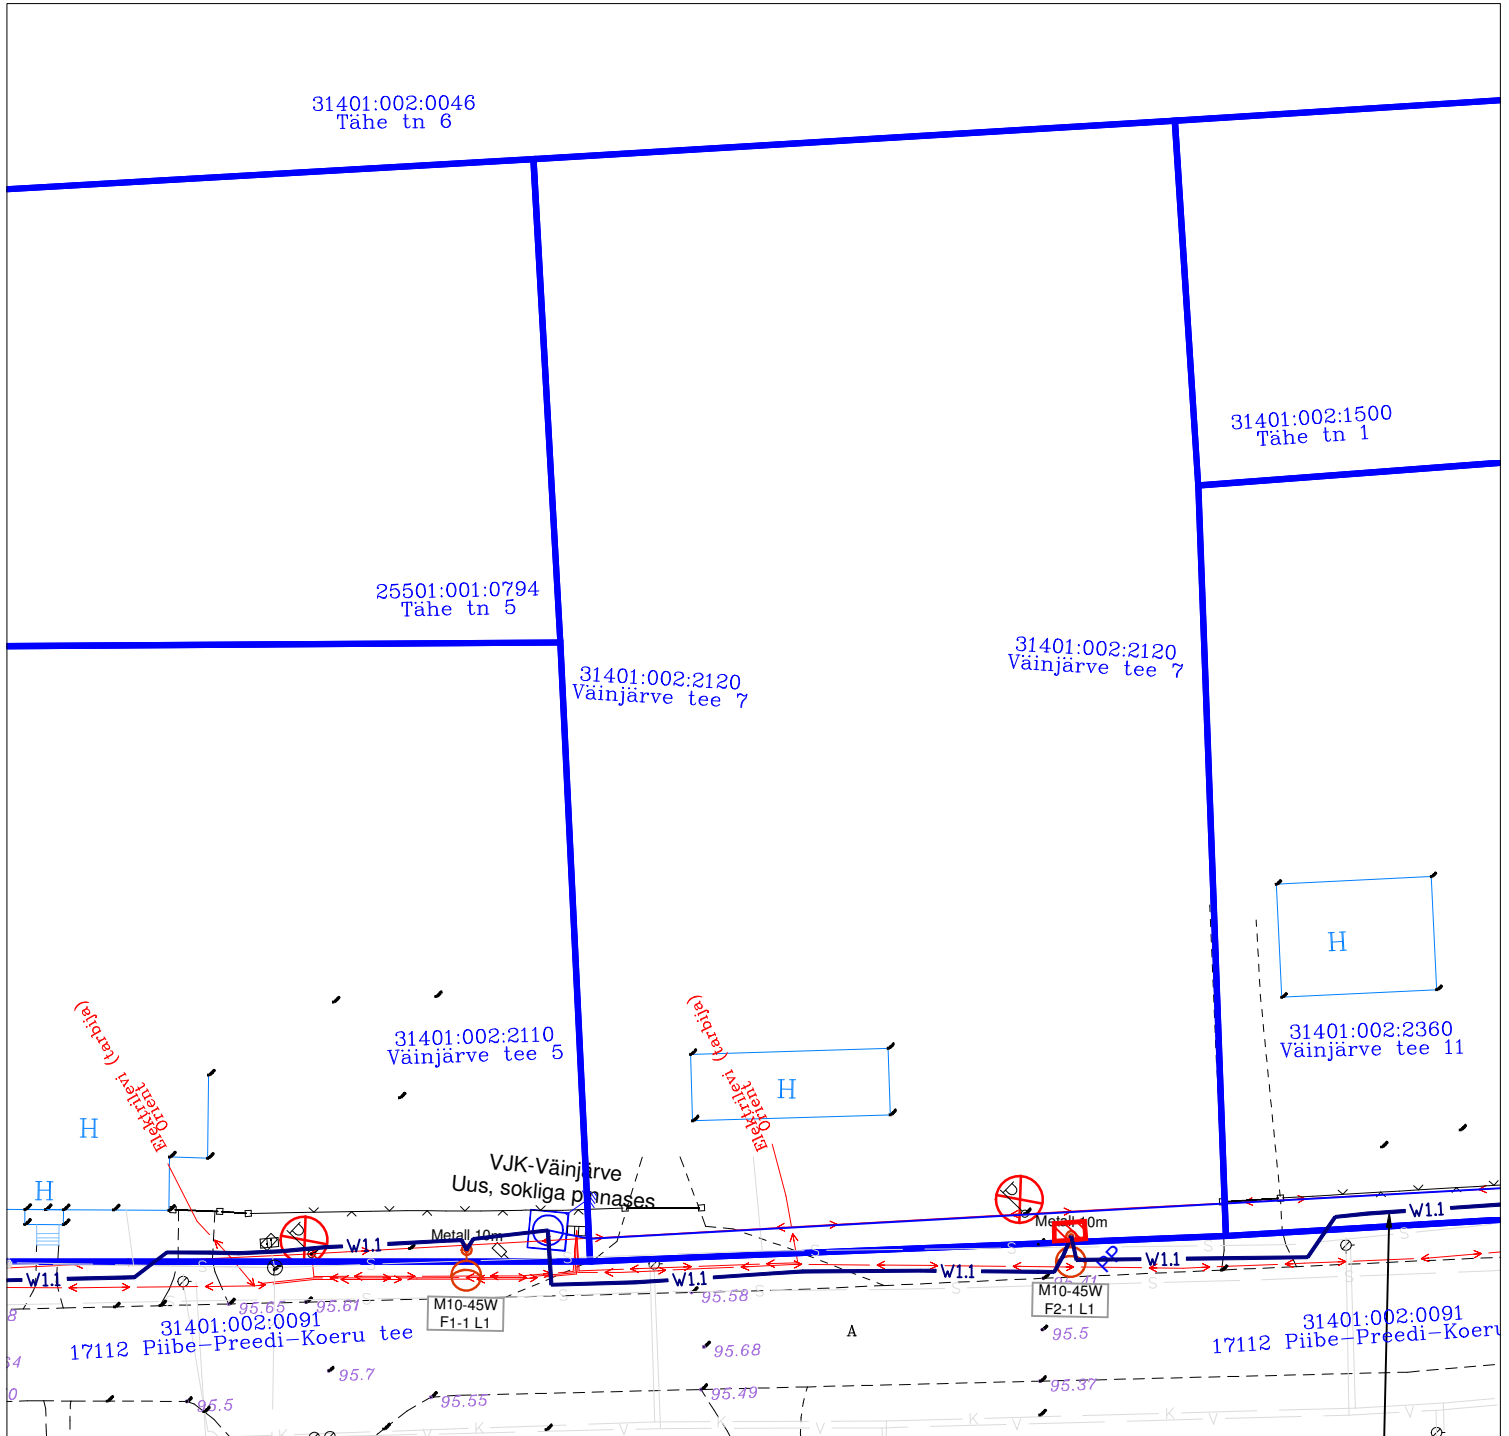 31401:002:0046
Tähe tn 6
31401:002:1500
Tähe tn 1
25501:001:0794
Tähe tn 5
31401:002:2120
Väinjärve tee 7
31401:002:2120
Väinjärve tee 7
H
31401:002:2110
Väinjärve tee 5
31401:002:2360
Väinjärve tee 11
Elektrilevi (tarbija)
Orient
Elektrilevi (tarbija)
Orient
H
H
H
VJK-Väinjärve
Uus, sokliga pinnases
Metall 10m
Metall 10m
W1.1
W1.1
W1.1
W1.1
W1.1
W1.1
PP
M10-45W
F1-1 L1
M10-45W
F2-1 L1
95.65
95.61
95.58
95.41
8
31401:002:0091
17112 Piibe-Preedi-Koeru tee
31401:002:0091
17112 Piibe-Preedi-Koeru
A
95.5
95.68
64
95.7
95.37
0
95.5
95.55
95.49
S
S
S
S
S
S
S
S
S
S
S
S
S
K
V
K
V
K
V
K
V
K
V
V